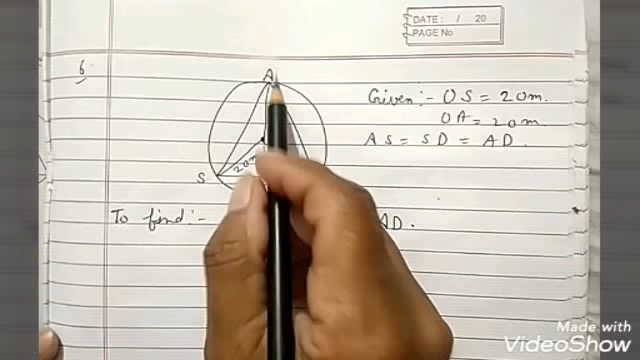 DATE: / 20
PAGE No
6.
A
Given:- OS = 20m.
OA = 20m.
AS = SD = AD.
S
20m
To find:-
AD.
Made with
VideoShow